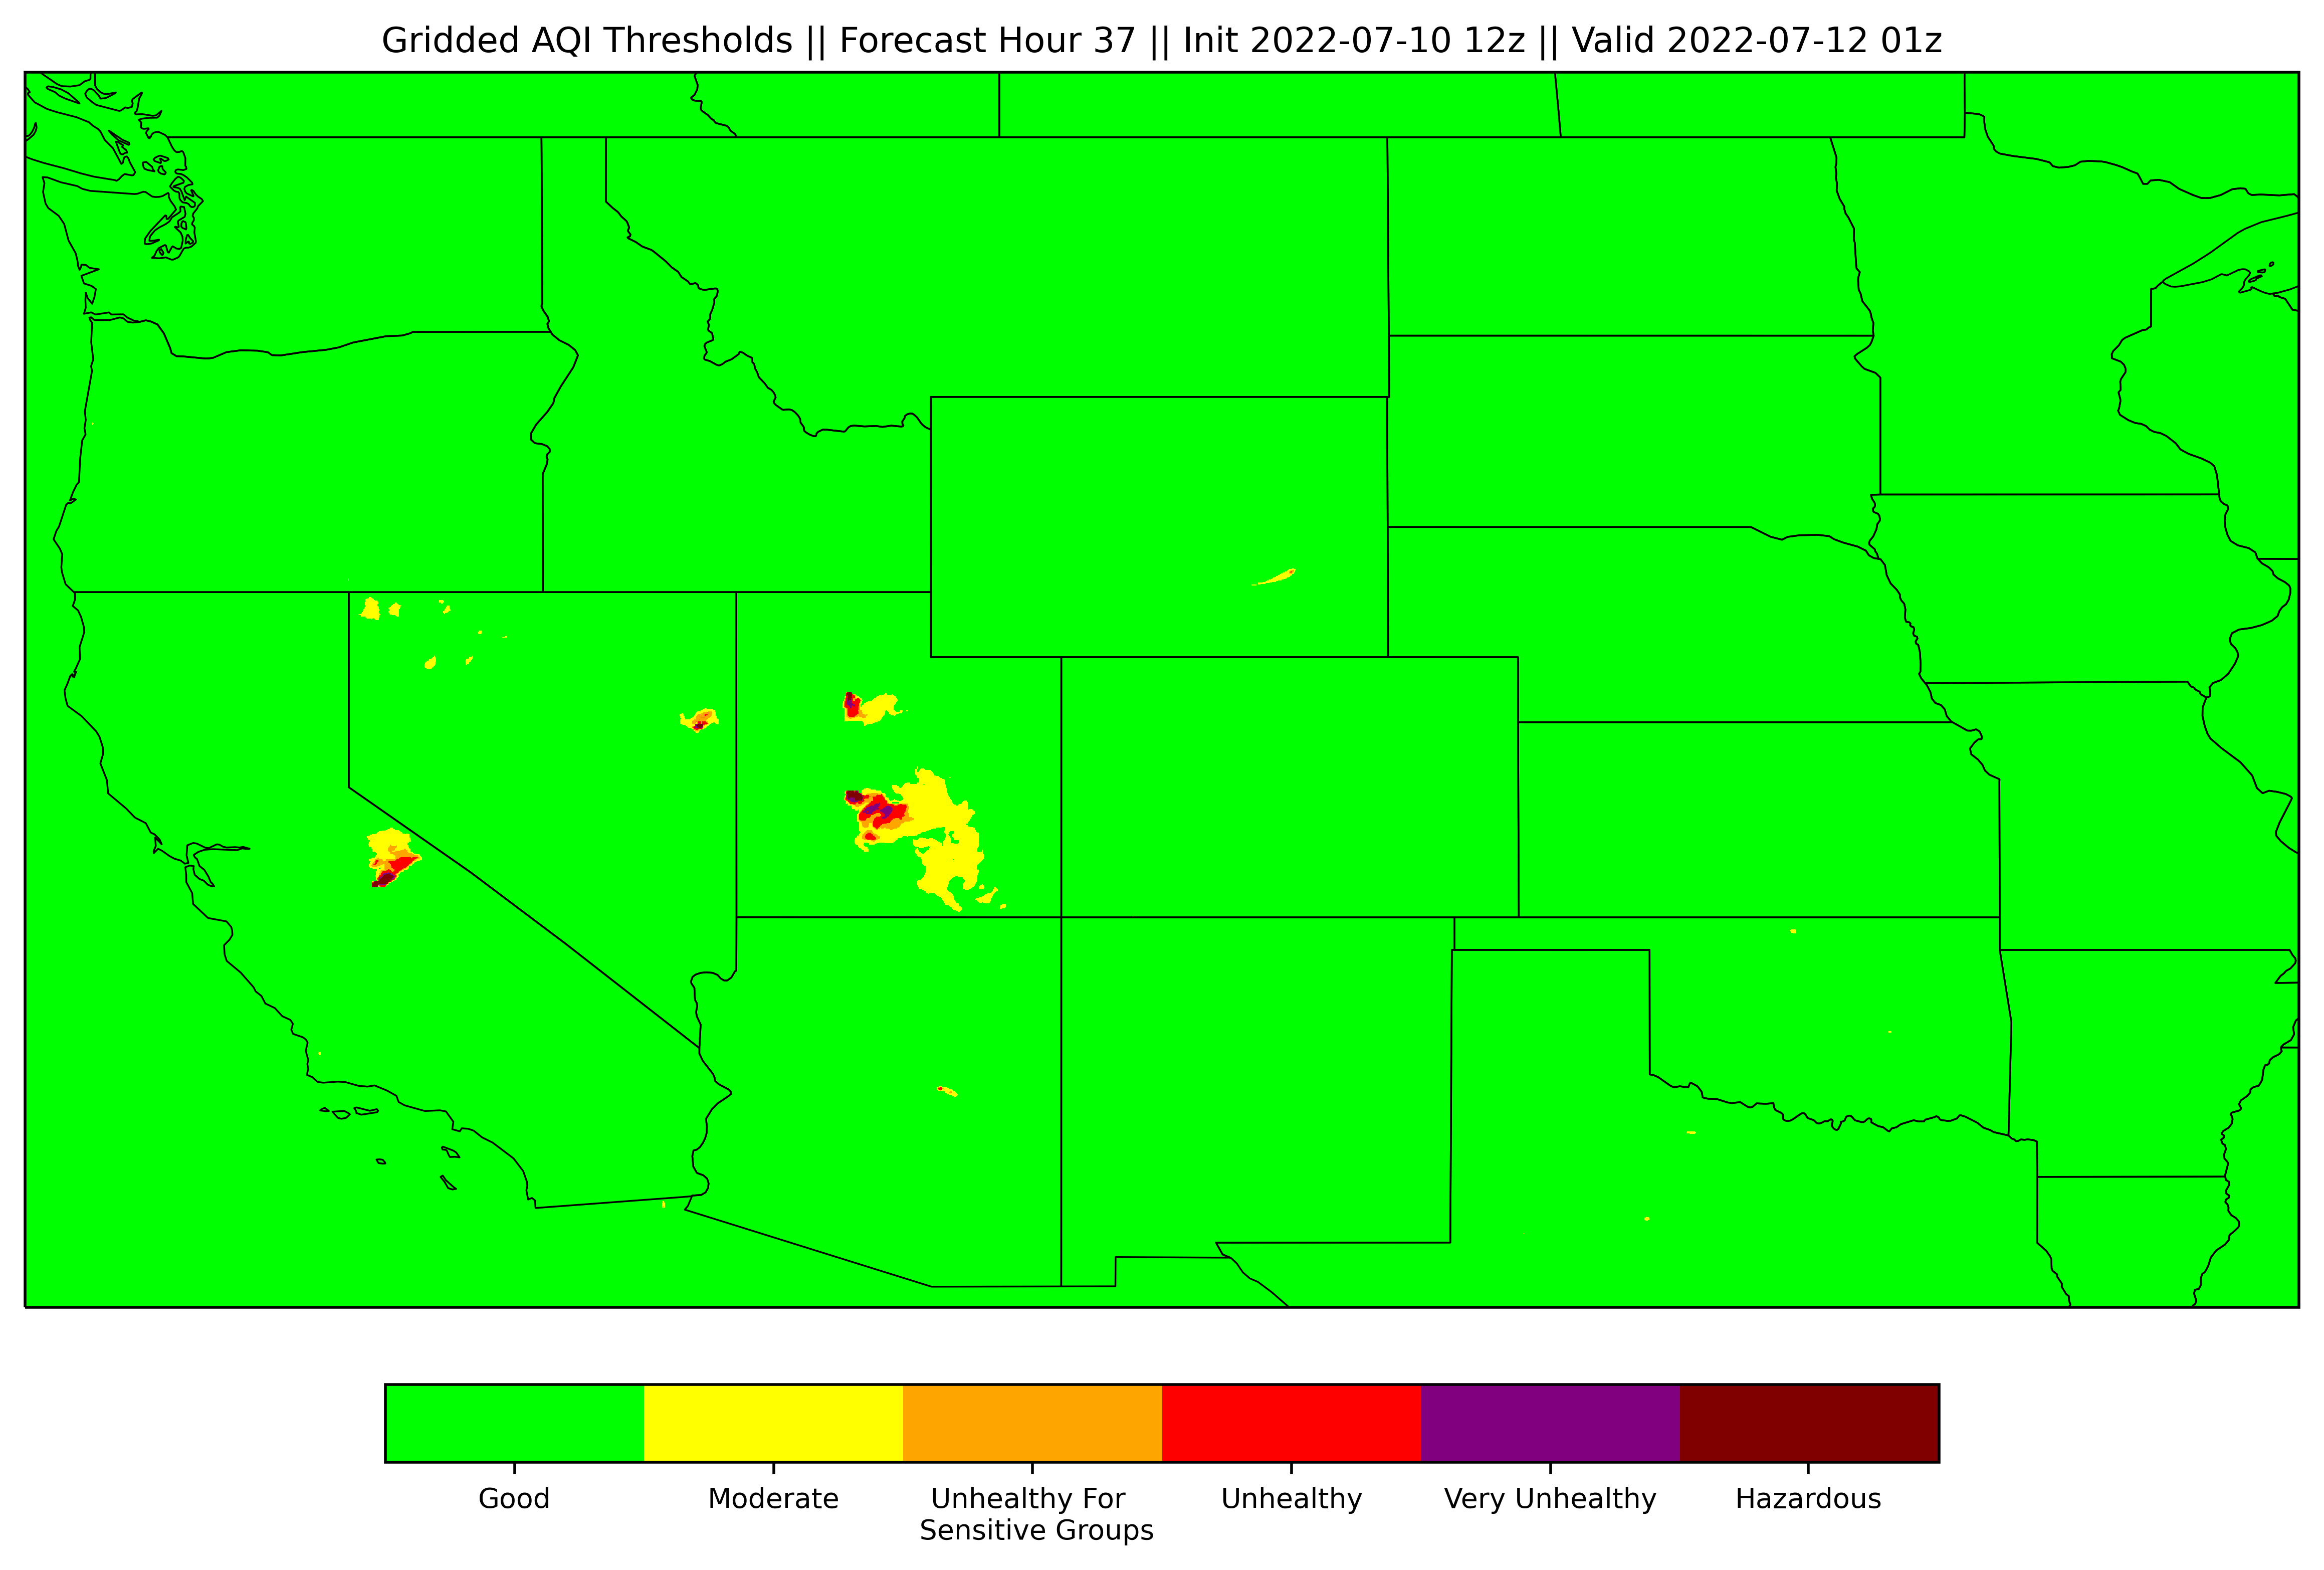 Gridded AQI Thresholds || Forecast Hour 37 || Init 2022-07-10 12z || Valid 2022-07-12 01z
Good
Moderate
Unhealthy For
Sensitive Groups
Unhealthy
Very Unhealthy
Hazardous